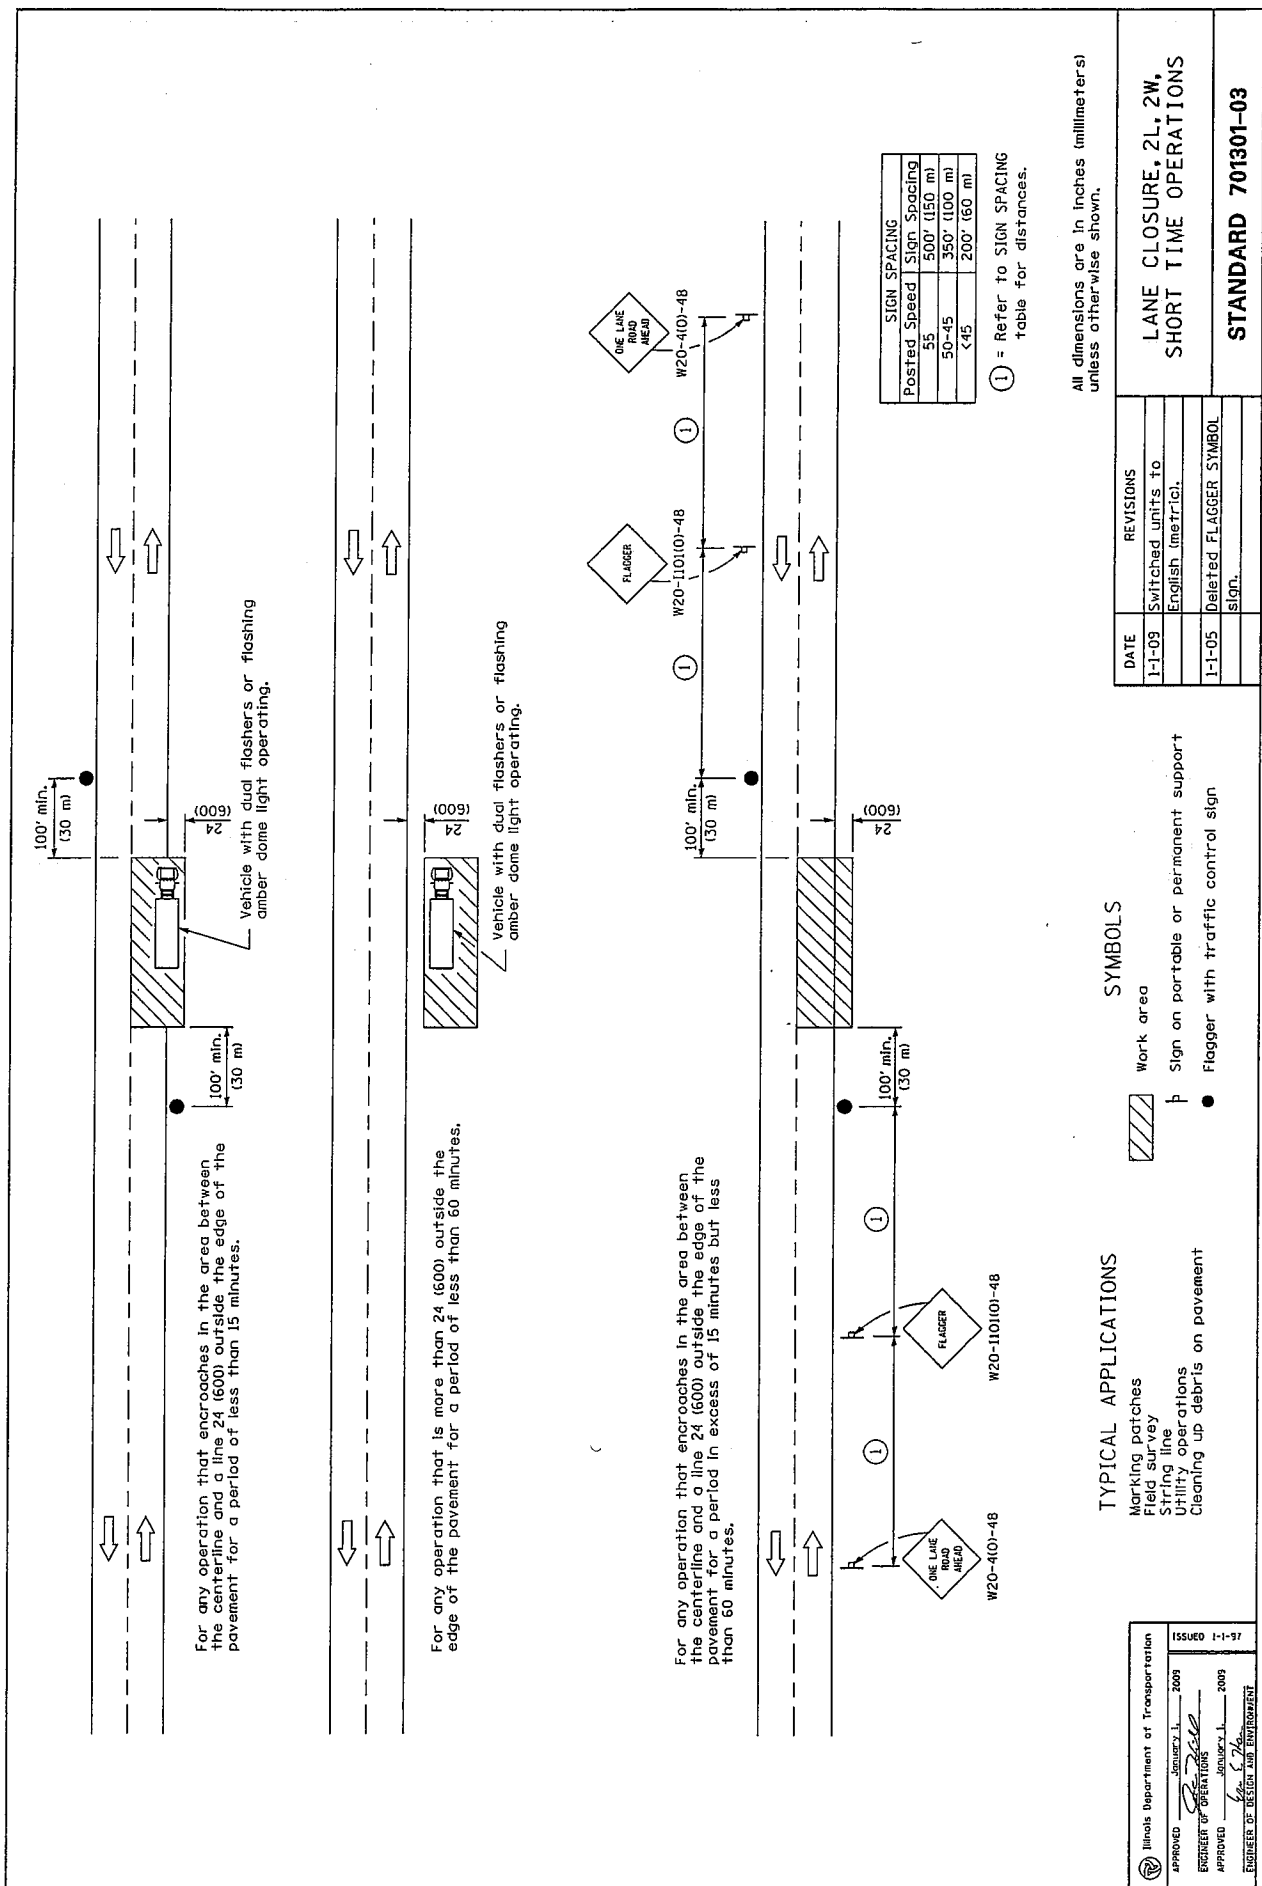 100' min.
(30 m)
24
(600)
Vehicle with dual flashers or flashing
amber dome light operating.
100' min.
(30 m)
For any operation that encroaches in the area between
the centerline and a line 24 (600) outside the edge of the
pavement for a period of less than 15 minutes.
24
(600)
Vehicle with dual flashers or flashing
amber dome light operating.
For any operation that is more than 24 (600) outside the
edge of the pavement for a period of less than 60 minutes.
ONE LANE
ROAD
AHEAD
W20-4(O)-48
FLAGGER
W20-I101(O)-48
1
1
100' min.
(30 m)
24
(600)
100' min.
(30 m)
For any operation that encroaches in the area between
the centerline and a line 24 (600) outside the edge of the
pavement for a period in excess of 15 minutes but less
than 60 minutes.
1
1
FLAGGER
W20-I101(O)-48
ONE LANE
ROAD
AHEAD
W20-4(O)-48
SIGN SPACING
Posted Speed Sign Spacing
55 500' (150 m)
50-45 350' (100 m)
<45 200' (60 m)
1 = Refer to SIGN SPACING
table for distances.
TYPICAL APPLICATIONS
Marking patches
Field survey
String line
Utility operations
Cleaning up debris on pavement
SYMBOLS
Work area
Sign on portable or permanent support
Flagger with traffic control sign
All dimensions are in inches (millimeters)
unless otherwise shown.
Illinois Department of Transportation
APPROVED January 1, 2009
ENGINEER OF OPERATIONS
APPROVED January 1, 2009
ENGINEER OF DESIGN AND ENVIRONMENT
ISSUED 1-1-97
DATE REVISIONS
1-1-09 Switched units to
English (metric).
1-1-05 Deleted FLAGGER SYMBOL
sign.
LANE CLOSURE, 2L, 2W,
SHORT TIME OPERATIONS
STANDARD 701301-03